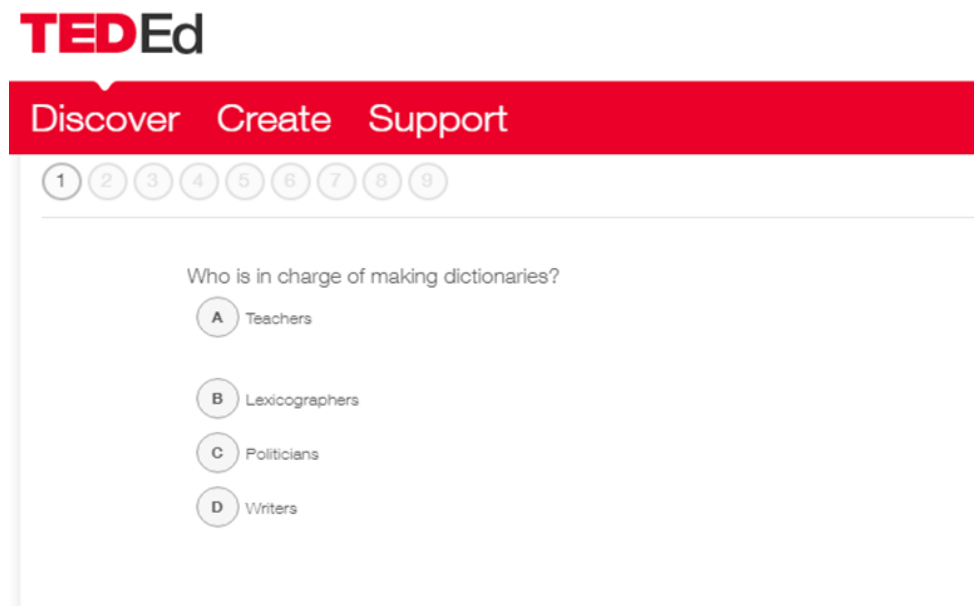 TEDEd
Discover Create Support
1 2 3 4 5 6 7 8 9
Who is in charge of making dictionaries?
A Teachers
B Lexicographers
C Politicians
D Writers